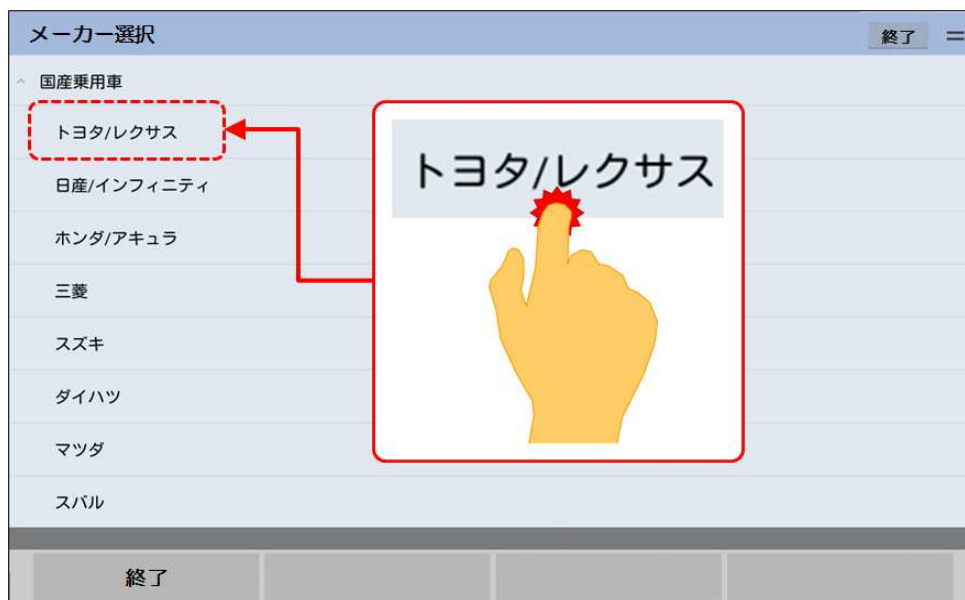 メーカー選択
終了
国産乗用車
トヨタ/レクサス
トヨタ/レクサス
日産/インフィニティ
ホンダ/アキュラ
三菱
スズキ
ダイハツ
マツダ
スバル
終了